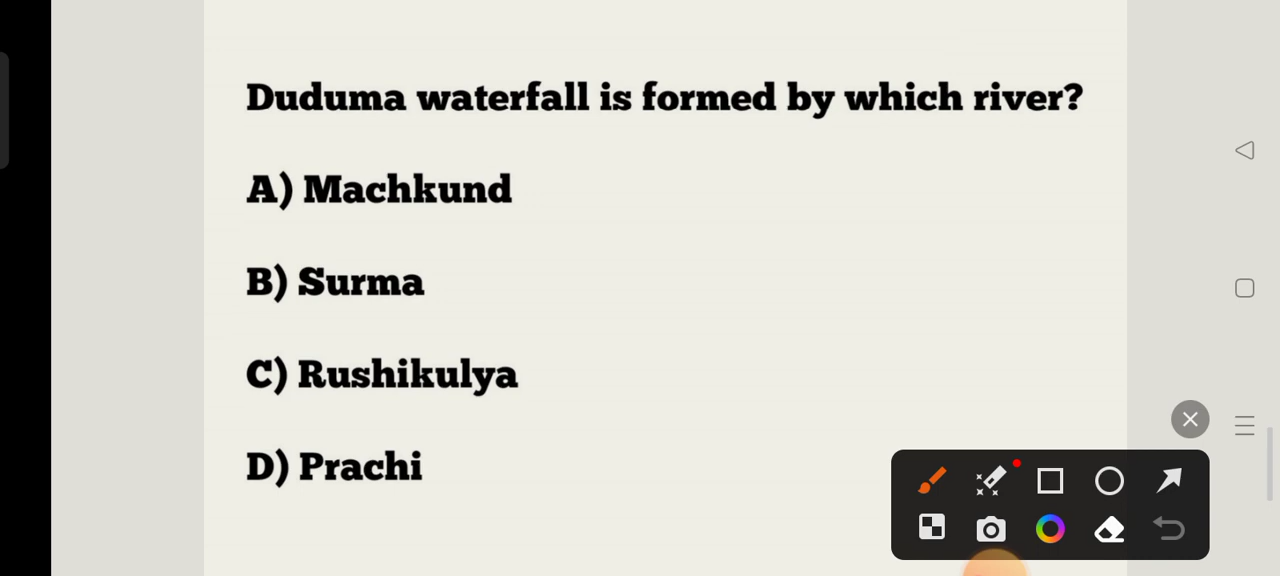 Duduma waterfall is formed by which river?
A) Machkund
B) Surma
C) Rushikulya
D) Prachi